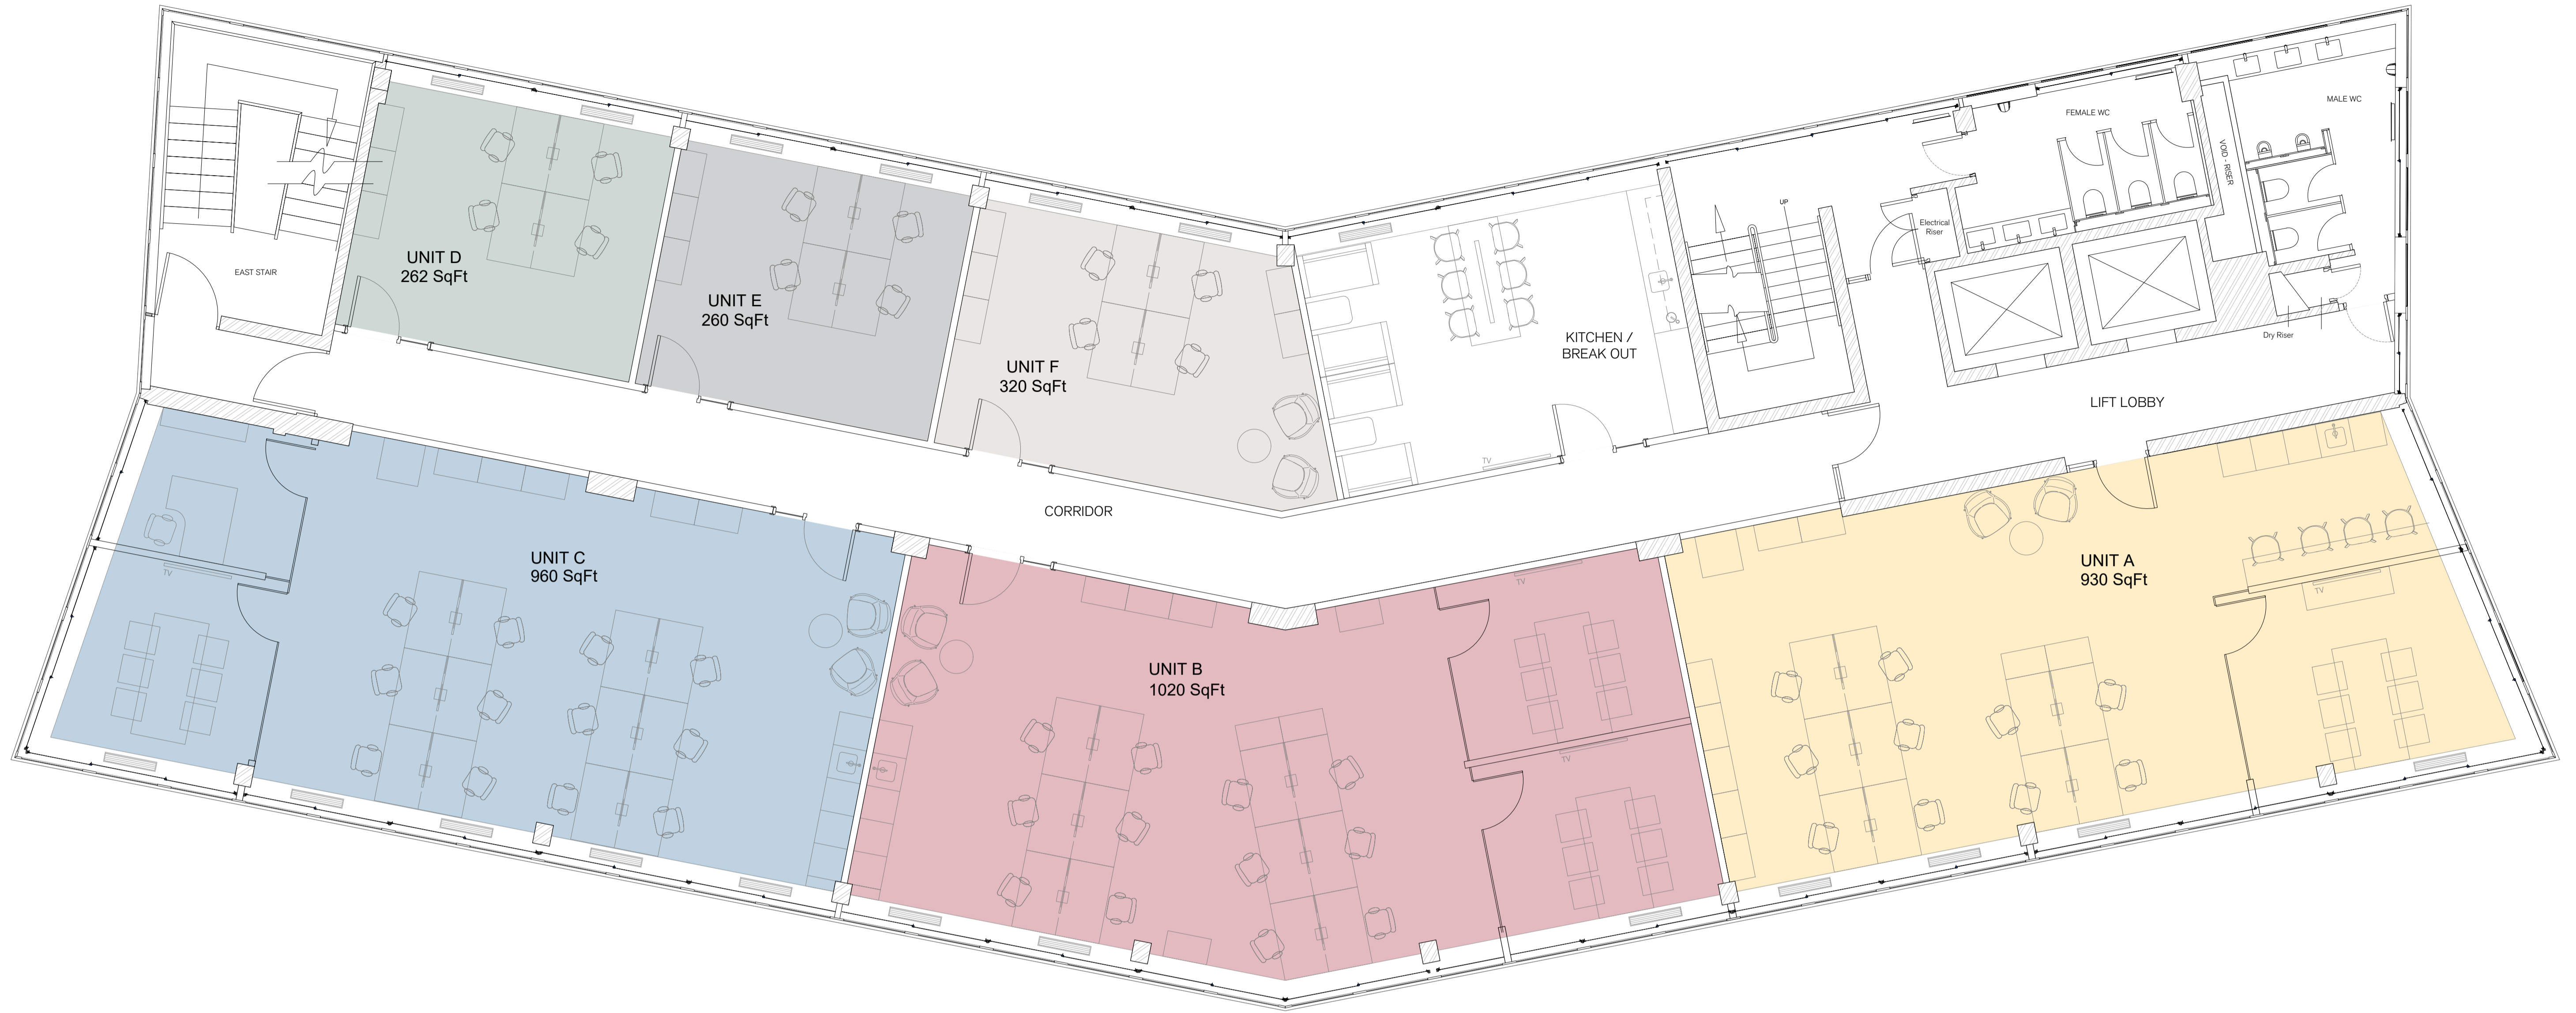 MALE WC
FEMALE WC
VOID - RISER
UP
Electrical
Riser
UNIT D
262 SqFt
EAST STAIR
UNIT E
260 SqFt
KITCHEN /
BREAK OUT
Dry Riser
UNIT F
320 SqFt
LIFT LOBBY
TV
CORRIDOR
UNIT C
960 SqFt
TV
TV
UNIT A
930 SqFt
TV
UNIT B
1020 SqFt
TV